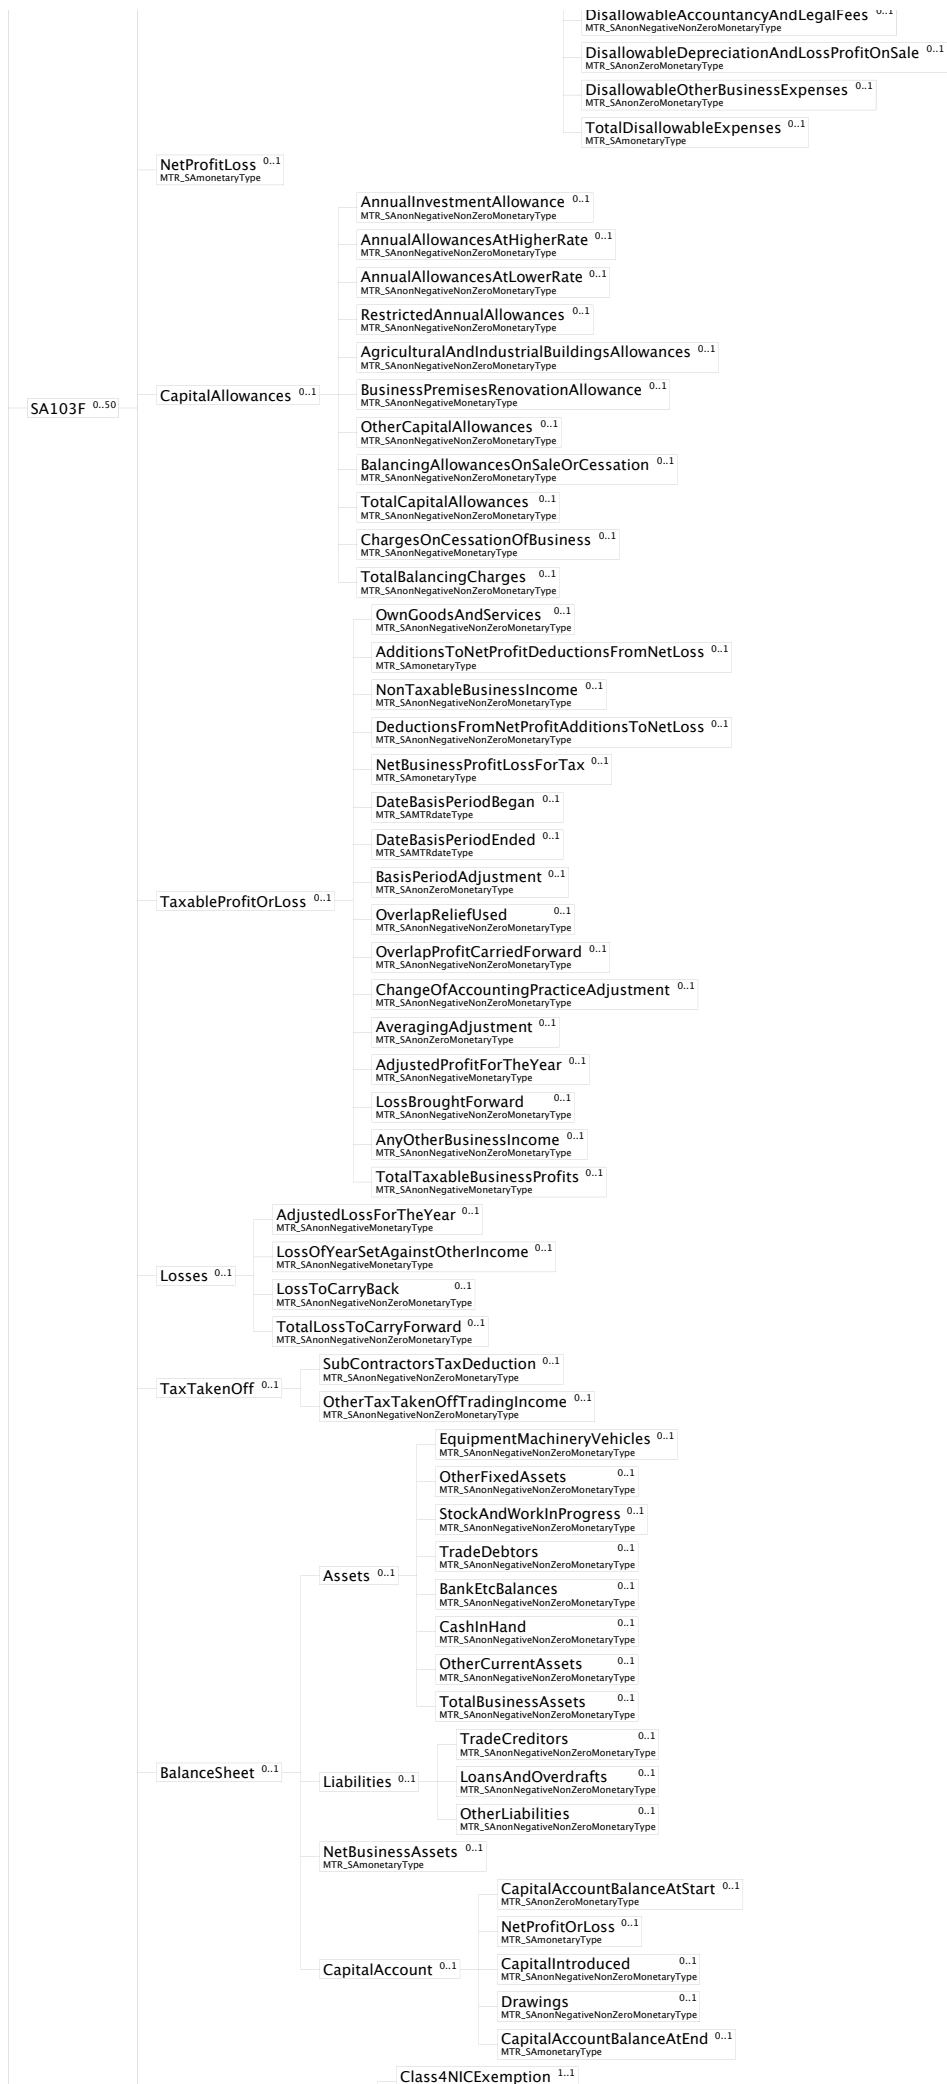 DisallowableAccountancyAndLegalFees 0..1
MTR_SAnonNegativeNonZeroMonetaryType
DisallowableDepreciationAndLossProfitOnSale 0..1
MTR_SAnonZeroMonetaryType
DisallowableOtherBusinessExpenses 0..1
MTR_SAnonZeroMonetaryType
TotalDisallowableExpenses 0..1
MTR_SAmonetaryType
NetProfitLoss 0..1
MTR_SAmonetaryType
AnnualInvestmentAllowance 0..1
MTR_SAnonNegativeNonZeroMonetaryType
AnnualAllowancesAtHigherRate 0..1
MTR_SAnonNegativeNonZeroMonetaryType
AnnualAllowancesAtLowerRate 0..1
MTR_SAnonNegativeNonZeroMonetaryType
RestrictedAnnualAllowances 0..1
MTR_SAnonNegativeNonZeroMonetaryType
AgriculturalAndIndustrialBuildingsAllowances 0..1
MTR_SAnonNegativeNonZeroMonetaryType
SA103F 0..50
CapitalAllowances 0..1
BusinessPremisesRenovationAllowance 0..1
MTR_SAnonNegativeMonetaryType
OtherCapitalAllowances 0..1
MTR_SAnonNegativeNonZeroMonetaryType
BalancingAllowancesOnSaleOrCessation 0..1
MTR_SAnonNegativeNonZeroMonetaryType
TotalCapitalAllowances 0..1
MTR_SAnonNegativeNonZeroMonetaryType
ChargesOnCessationOfBusiness 0..1
MTR_SAnonNegativeMonetaryType
TotalBalancingCharges 0..1
MTR_SAnonNegativeNonZeroMonetaryType
OwnGoodsAndServices 0..1
MTR_SAnonNegativeNonZeroMonetaryType
AdditionsToNetProfitDeductionsFromNetLoss 0..1
MTR_SAmonetaryType
NonTaxableBusinessIncome 0..1
MTR_SAnonNegativeNonZeroMonetaryType
DeductionsFromNetProfitAdditionsToNetLoss 0..1
MTR_SAnonNegativeNonZeroMonetaryType
NetBusinessProfitLossForTax 0..1
MTR_SAmonetaryType
DateBasisPeriodBegan 0..1
MTR_SAMTRdateType
DateBasisPeriodEnded 0..1
MTR_SAMTRdateType
BasisPeriodAdjustment 0..1
MTR_SAnonZeroMonetaryType
TaxableProfitOrLoss 0..1
OverlapReliefUsed 0..1
MTR_SAnonNegativeNonZeroMonetaryType
OverlapProfitCarriedForward 0..1
MTR_SAnonNegativeNonZeroMonetaryType
ChangeOfAccountingPracticeAdjustment 0..1
MTR_SAnonNegativeNonZeroMonetaryType
AveragingAdjustment 0..1
MTR_SAnonZeroMonetaryType
AdjustedProfitForTheYear 0..1
MTR_SAnonNegativeMonetaryType
LossBroughtForward 0..1
MTR_SAnonNegativeNonZeroMonetaryType
AnyOtherBusinessIncome 0..1
MTR_SAnonNegativeNonZeroMonetaryType
TotalTaxableBusinessProfits 0..1
MTR_SAnonNegativeMonetaryType
AdjustedLossForTheYear 0..1
MTR_SAnonNegativeMonetaryType
LossOfYearSetAgainstOtherIncome 0..1
MTR_SAnonNegativeMonetaryType
Losses 0..1
LossToCarryBack 0..1
MTR_SAnonNegativeNonZeroMonetaryType
TotalLossToCarryForward 0..1
MTR_SAnonNegativeNonZeroMonetaryType
SubContractorsTaxDeduction 0..1
MTR_SAnonNegativeNonZeroMonetaryType
TaxTakenOff 0..1
OtherTaxTakenOffTradingIncome 0..1
MTR_SAnonNegativeNonZeroMonetaryType
EquipmentMachineryVehicles 0..1
MTR_SAnonNegativeNonZeroMonetaryType
OtherFixedAssets 0..1
MTR_SAnonNegativeNonZeroMonetaryType
StockAndWorkInProgress 0..1
MTR_SAnonNegativeNonZeroMonetaryType
TradeDebtors 0..1
MTR_SAnonNegativeNonZeroMonetaryType
Assets 0..1
BankEtcBalances 0..1
MTR_SAnonNegativeNonZeroMonetaryType
CashInHand 0..1
MTR_SAnonNegativeNonZeroMonetaryType
OtherCurrentAssets 0..1
MTR_SAnonNegativeNonZeroMonetaryType
TotalBusinessAssets 0..1
MTR_SAnonNegativeNonZeroMonetaryType
TradeCreditors 0..1
MTR_SAnonNegativeNonZeroMonetaryType
BalanceSheet 0..1
Liabilities 0..1
LoansAndOverdrafts 0..1
MTR_SAnonNegativeNonZeroMonetaryType
OtherLiabilities 0..1
MTR_SAnonNegativeNonZeroMonetaryType
NetBusinessAssets 0..1
MTR_SAmonetaryType
CapitalAccountBalanceAtStart 0..1
MTR_SAnonZeroMonetaryType
NetProfitOrLoss 0..1
MTR_SAmonetaryType
CapitalAccount 0..1
CapitalIntroduced 0..1
MTR_SAnonNegativeNonZeroMonetaryType
Drawings 0..1
MTR_SAnonNegativeNonZeroMonetaryType
CapitalAccountBalanceAtEnd 0..1
MTR_SAmonetaryType
Class4NICExemption 1..1